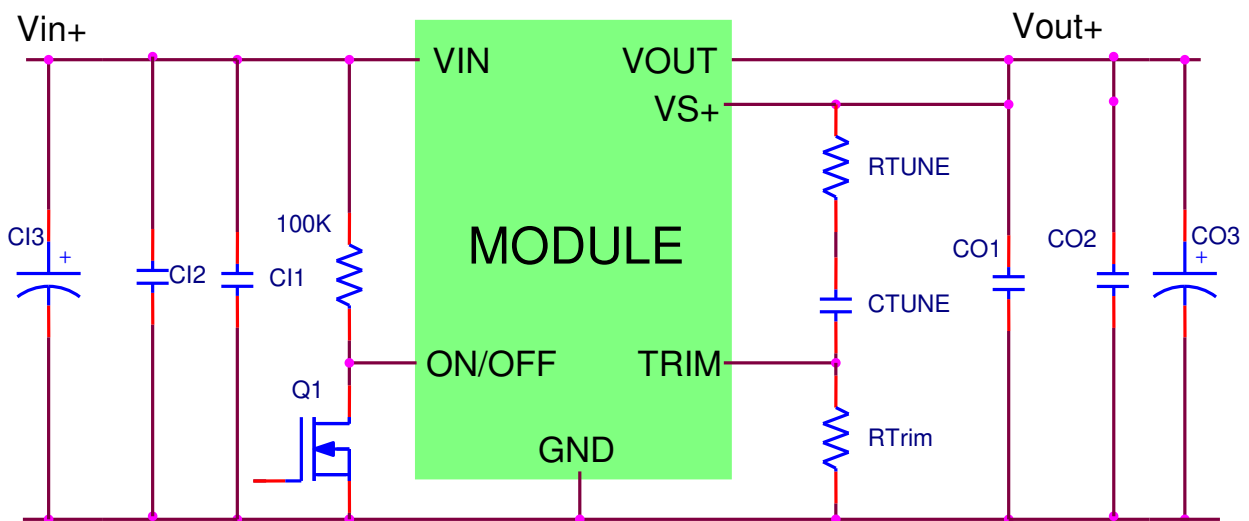 Vin+
Vout+
VIN
VOUT
VS+
RTUNE
100K
CI3
+
CI2
CI1
MODULE
CO1
CO2
CO3
+
CTUNE
ON/OFF
TRIM
Q1
RTrim
GND